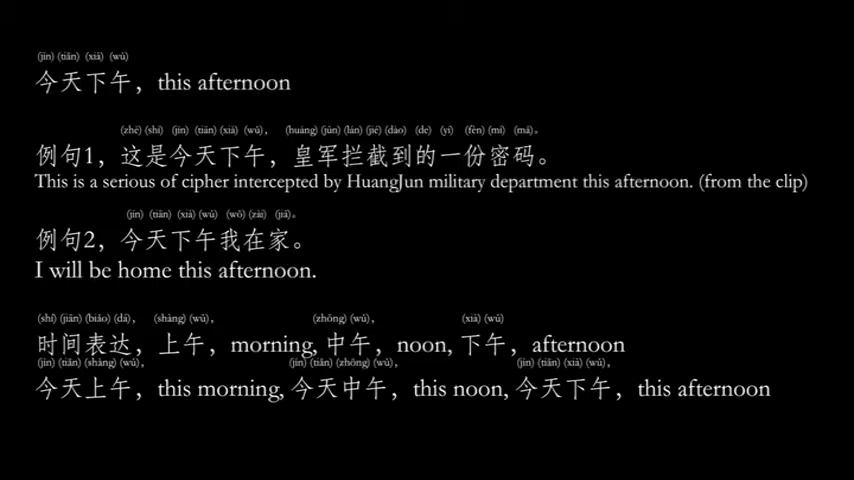 (jīn) (tiān) (xià) (wǔ)
今天下午，this afternoon
(zhè) (shì) (jīn) (tiān) (xià) (wǔ)， (huáng) (jūn) (lán) (jié) (dào) (de) (yí) (fèn) (mì) (mǎ)。
例句1，这是今天下午，皇军拦截到的一份密码。
This is a serious of cipher intercepted by HuangJun military department this afternoon. (from the clip)
(jīn) (tiān) (xià) (wǔ) (wǒ) (zài) (jiā)。
例句2，今天下午我在家。
I will be home this afternoon.
(shí) (jiān) (biǎo) (dá)， (shàng) (wǔ)， (zhōng) (wǔ)， (xià) (wǔ)
时间表达，上午，morning, 中午，noon, 下午，afternoon
(jīn) (tiān) (shàng) (wǔ)， (jīn) (tiān) (zhōng) (wǔ)， (jīn) (tiān) (xià) (wǔ)，
今天上午，this morning, 今天中午，this noon, 今天下午，this afternoon